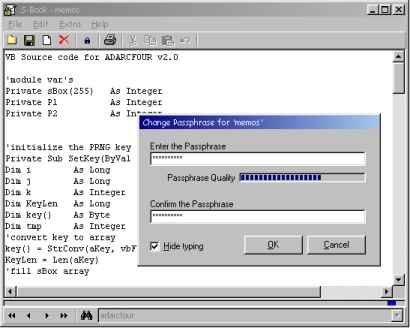 S-Book - memos
File Edit Extra Help
VB Source code for ADARCFOUR v2.0
'module var's
Private sBox(255) As Integer
Private P1 As Integer
Private P2 As Integer
'initialize the PRNG key
Private Sub SetKey(ByVal
Dim i As Long
Dim j As Long
Dim k As Integer
Dim KeyLen As Long
Dim key() As Byte
Dim tmp As Integer
'convert key to array
key() = StrConv(aKey, vbF
KeyLen = Len(aKey)
'fill sBox array
Change Passphrase for 'memos'
Enter the Passphrase
**********
Passphrase Quality
Confirm the Passphrase
**********
Hide typing
OK Cancel
adarcfour